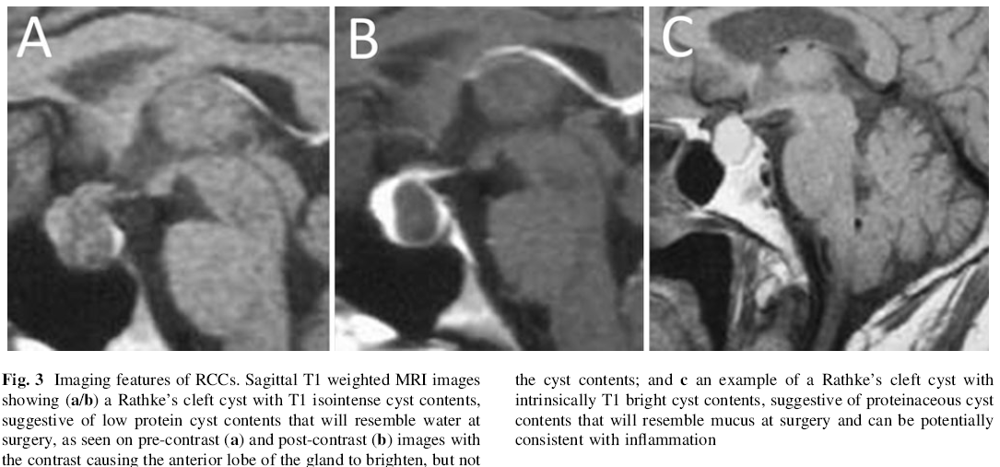 A
B
C
Fig. 3 Imaging features of RCCs. Sagittal T1 weighted MRI images
showing (a/b) a Rathke's cleft cyst with T1 isointense cyst contents,
suggestive of low protein cyst contents that will resemble water at
surgery, as seen on pre-contrast (a) and post-contrast (b) images with
the contrast causing the anterior lobe of the gland to brighten, but not
the cyst contents; and c an example of a Rathke's cleft cyst with
intrinsically T1 bright cyst contents, suggestive of proteinaceous cyst
contents that will resemble mucus at surgery and can be potentially
consistent with inflammation